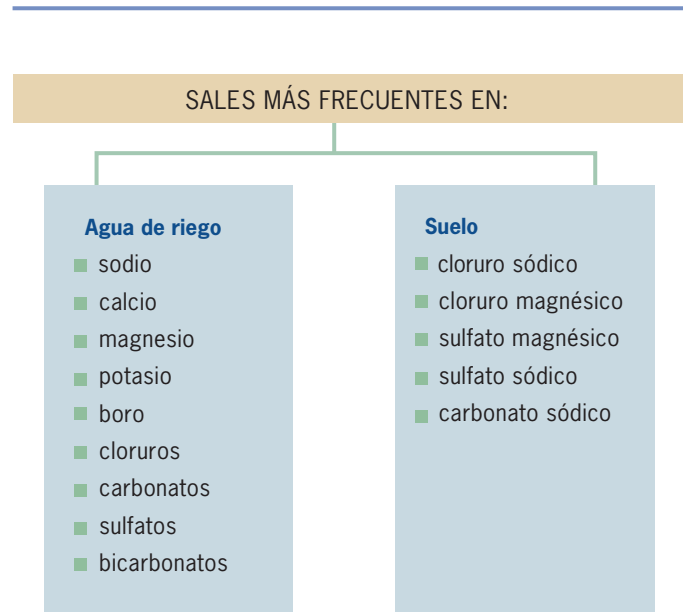 SALES MÁS FRECUENTES EN:
Agua de riego
sodio
calcio
magnesio
potasio
boro
cloruros
carbonatos
sulfatos
bicarbonatos
Suelo
cloruro sódico
cloruro magnésico
sulfato magnésico
sulfato sódico
carbonato sódico